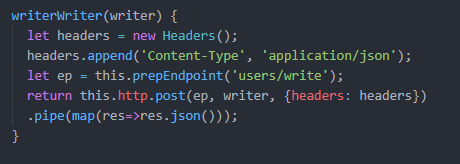 writerWriter(writer) {
let headers = new Headers();
headers.append('Content-Type', 'application/json');
let ep = this.prepEndpoint('users/write');
return this.http.post(ep, writer, {headers: headers})
.pipe(map(res=>res.json()));
}